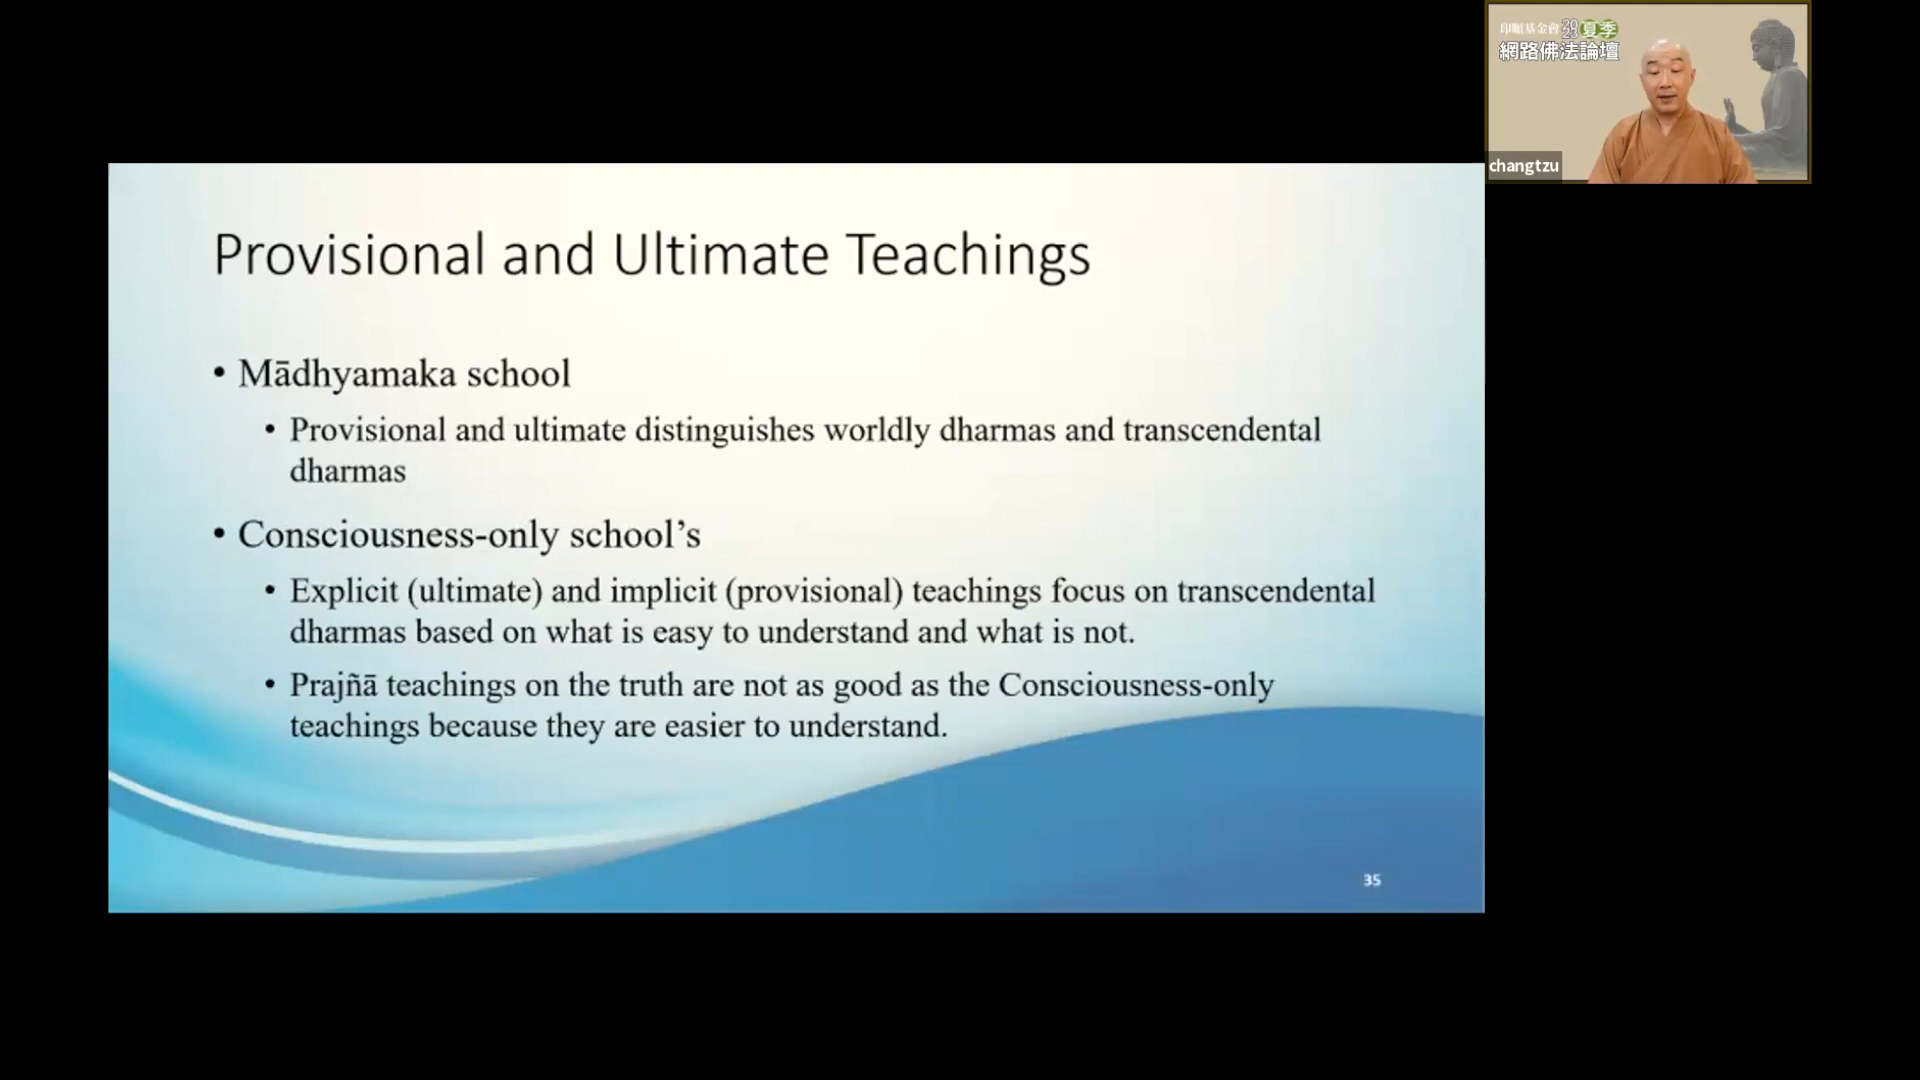 印順基金會 2023 夏季
網路佛法論壇
changtzu
Provisional and Ultimate Teachings
• Mādhyamaka school
• Provisional and ultimate distinguishes worldly dharmas and transcendental
dharmas
• Consciousness-only school’s
• Explicit (ultimate) and implicit (provisional) teachings focus on transcendental
dharmas based on what is easy to understand and what is not.
• Prajñā teachings on the truth are not as good as the Consciousness-only
teachings because they are easier to understand.
35